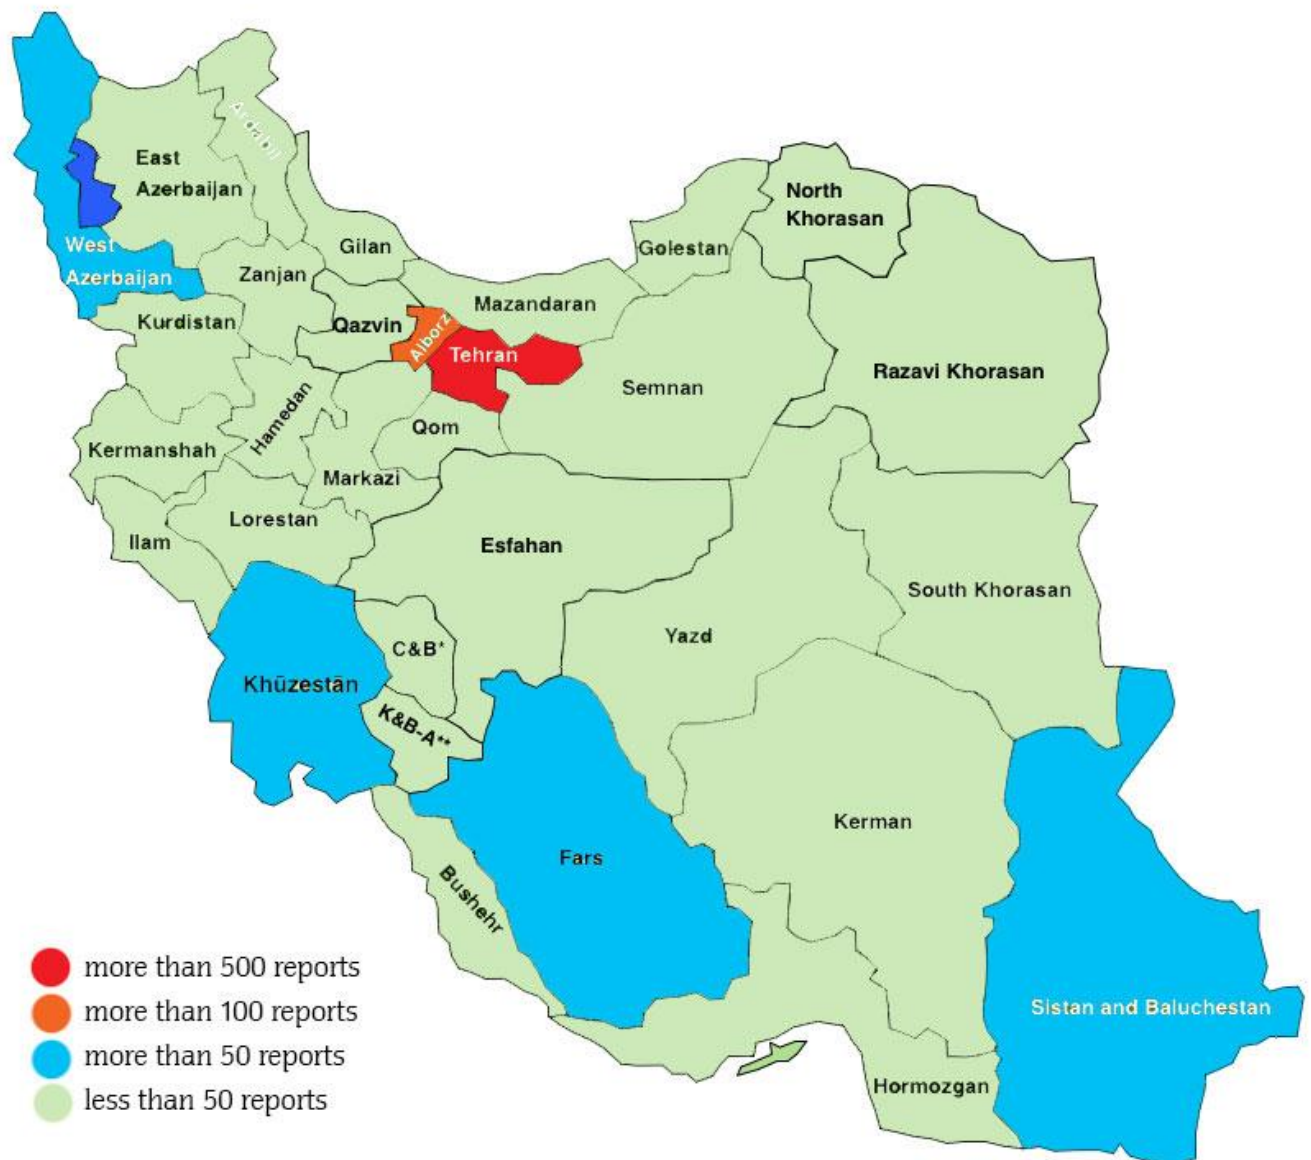 Ardebil
East
Azerbaijan
North
Khorasan
West
Azerbaijan
Gilan
Golestan
Zanjan
Mazandaran
Kurdistan
Qazvin
Alborz
Tehran
Razavi Khorasan
Semnan
Hamedan
Qom
Kermanshah
Markazi
Lorestan
Ilam
Esfahan
South Khorasan
Yazd
C&B*
Khūzestān
K&B-A**
Kerman
Fars
Bushehr
Sistan and Baluchestan
Hormozgan
more than 500 reports
more than 100 reports
more than 50 reports
less than 50 reports